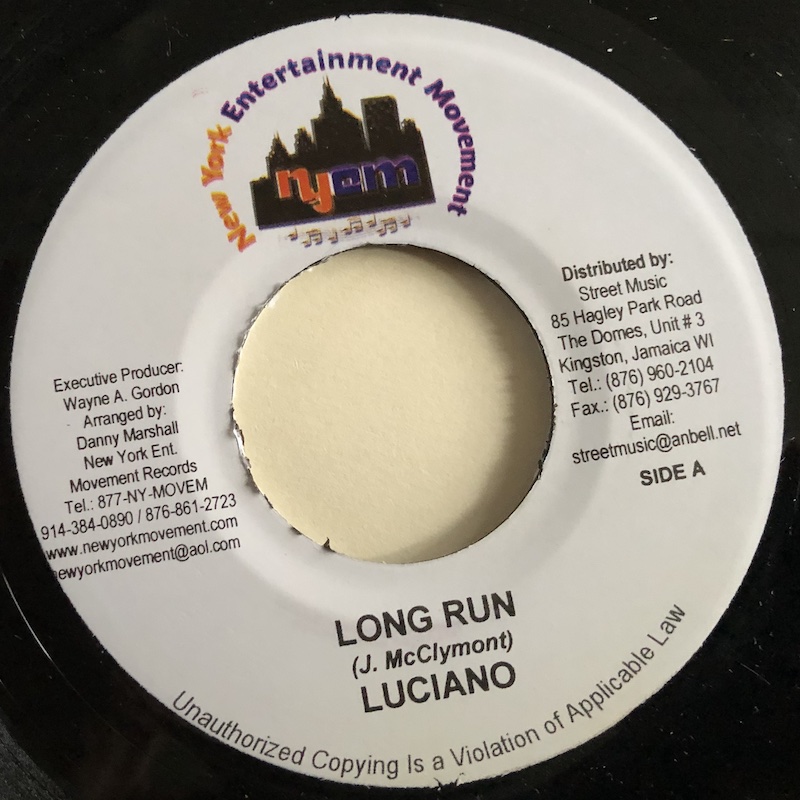 New York Entertainment Movement
nyem
Executive Producer:
Wayne A. Gordon
Arranged by:
Danny Marshall
New York Ent.
Movement Records
Tel.: 877-NY-MOVEM
914-384-0890 / 876-861-2723
www.newyorkmovement.com
ewyorkmovement@aol.com
Distributed by:
Street Music
85 Hagley Park Road
The Domes, Unit # 3
Kingston, Jamaica WI
Tel.: (876) 960-2104
Fax.: (876) 929-3767
Email:
streetmusic@anbell.net
SIDE A
LONG RUN
(J. McClymont)
LUCIANO
Unauthorized Copying Is a Violation of Applicable Law